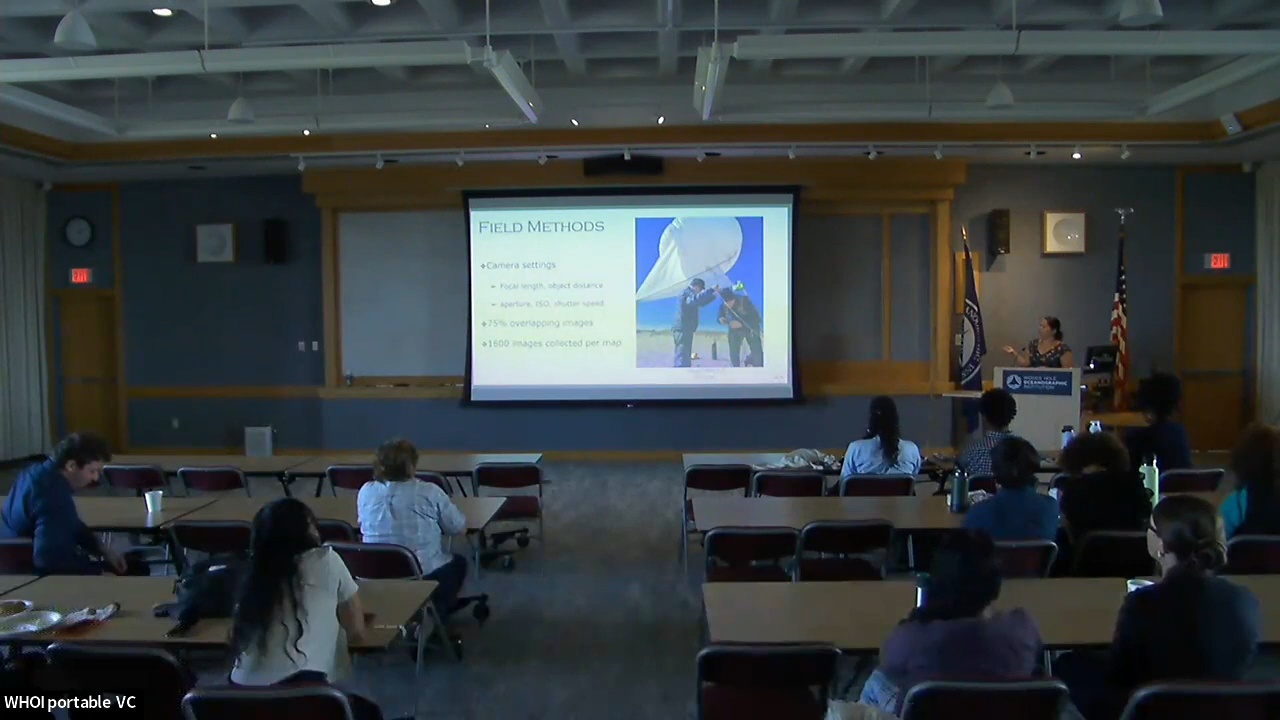 FIELD METHODS
Camera settings
Focal length, object distance
aperture, ISO, shutter speed
75% overlapping images
1600 images collected per map
EXIT
EXIT
WOODS HOLE
OCEANOGRAPHIC
INSTITUTION
WHOI portable VC